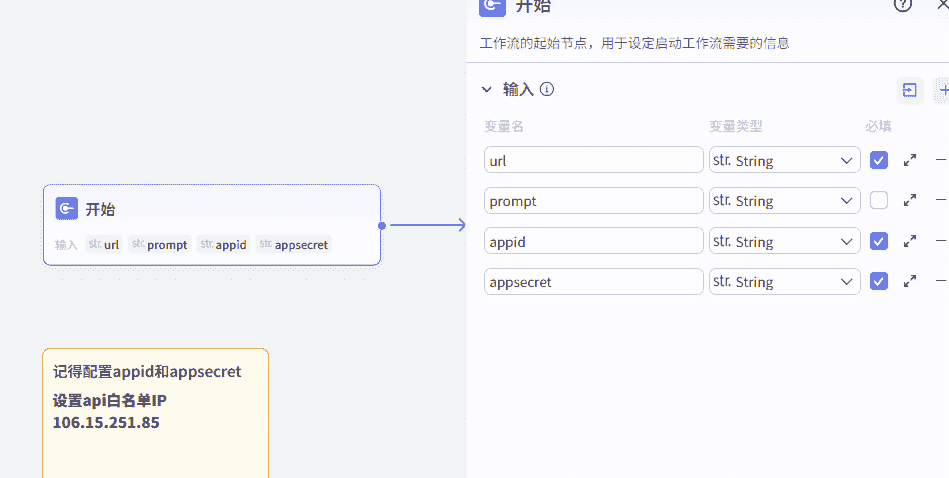 开始
工作流的起始节点，用于设定启动工作流需要的信息
输入
变量名 变量类型 必填
url str. String
prompt str. String
appid str. String
appsecret str. String
开始
输入 str. url str. prompt str. appid str. appsecret
记得配置appid和appsecret
设置api白名单IP
106.15.251.85